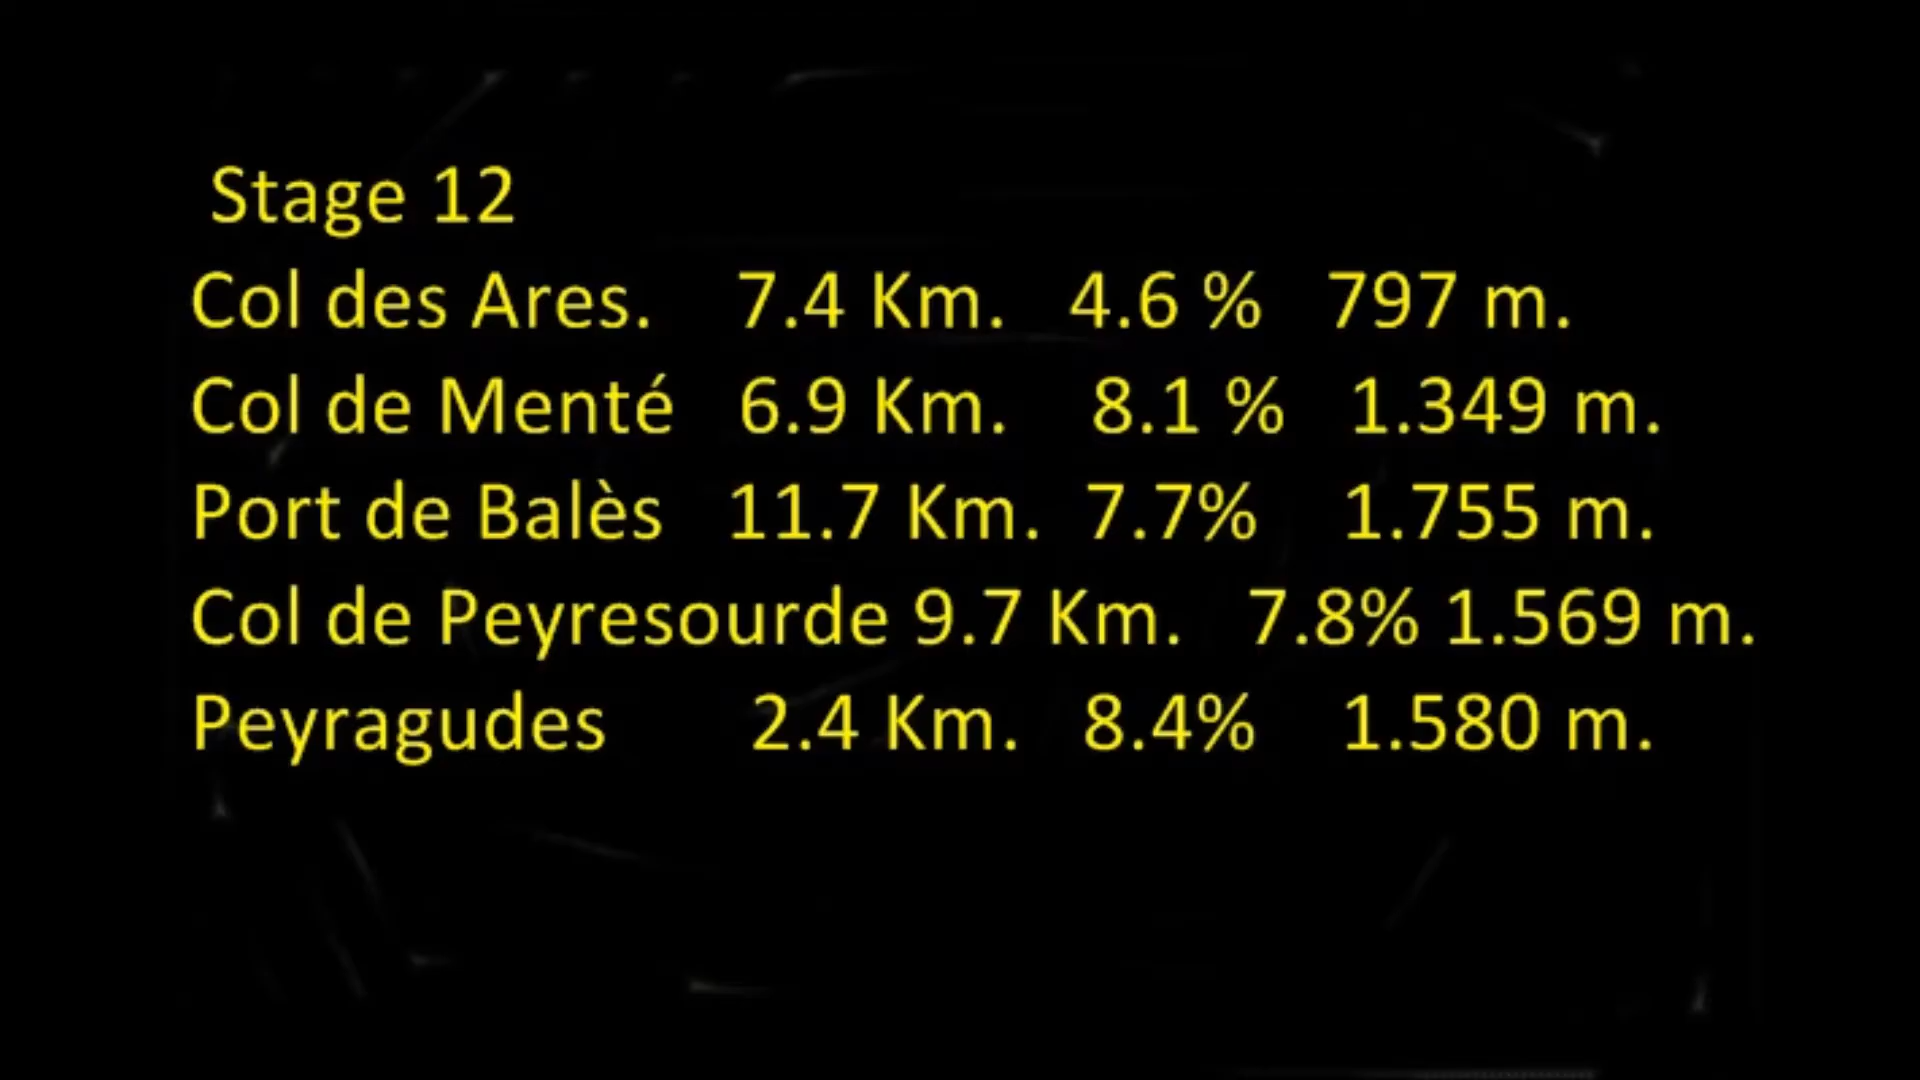 Stage 12
Col des Ares. 7.4 Km. 4.6 % 797 m.
Col de Menté 6.9 Km. 8.1 % 1.349 m.
Port de Balès 11.7 Km. 7.7% 1.755 m.
Col de Peyresourde 9.7 Km. 7.8% 1.569 m.
Peyragudes 2.4 Km. 8.4% 1.580 m.